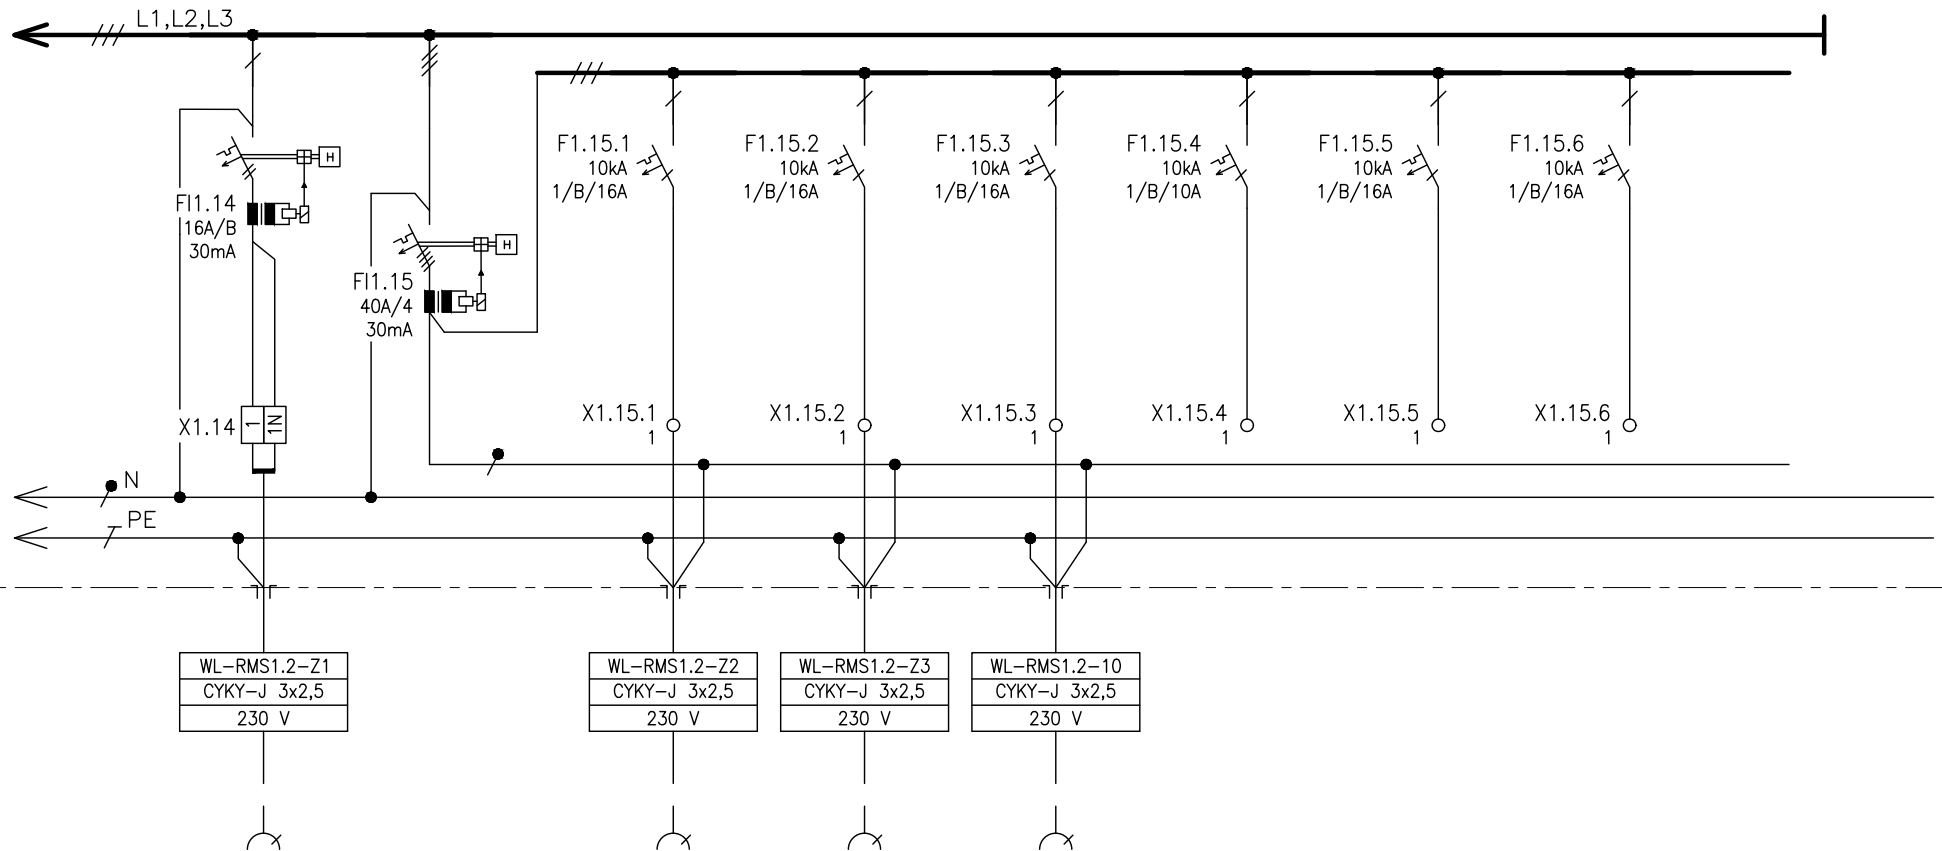 L1,L2,L3
H
FI1.14
16A/B
30mA
H
FI1.15
40A/4
30mA
F1.15.1
10kA
1/B/16A
F1.15.2
10kA
1/B/16A
F1.15.3
10kA
1/B/16A
F1.15.4
10kA
1/B/10A
F1.15.5
10kA
1/B/16A
F1.15.6
10kA
1/B/16A
X1.14
1
1N
X1.15.1
1
X1.15.2
1
X1.15.3
1
X1.15.4
1
X1.15.5
1
X1.15.6
1
N
PE
WL-RMS1.2-Z1
CYKY-J 3x2,5
230 V
WL-RMS1.2-Z2
CYKY-J 3x2,5
230 V
WL-RMS1.2-Z3
CYKY-J 3x2,5
230 V
WL-RMS1.2-10
CYKY-J 3x2,5
230 V